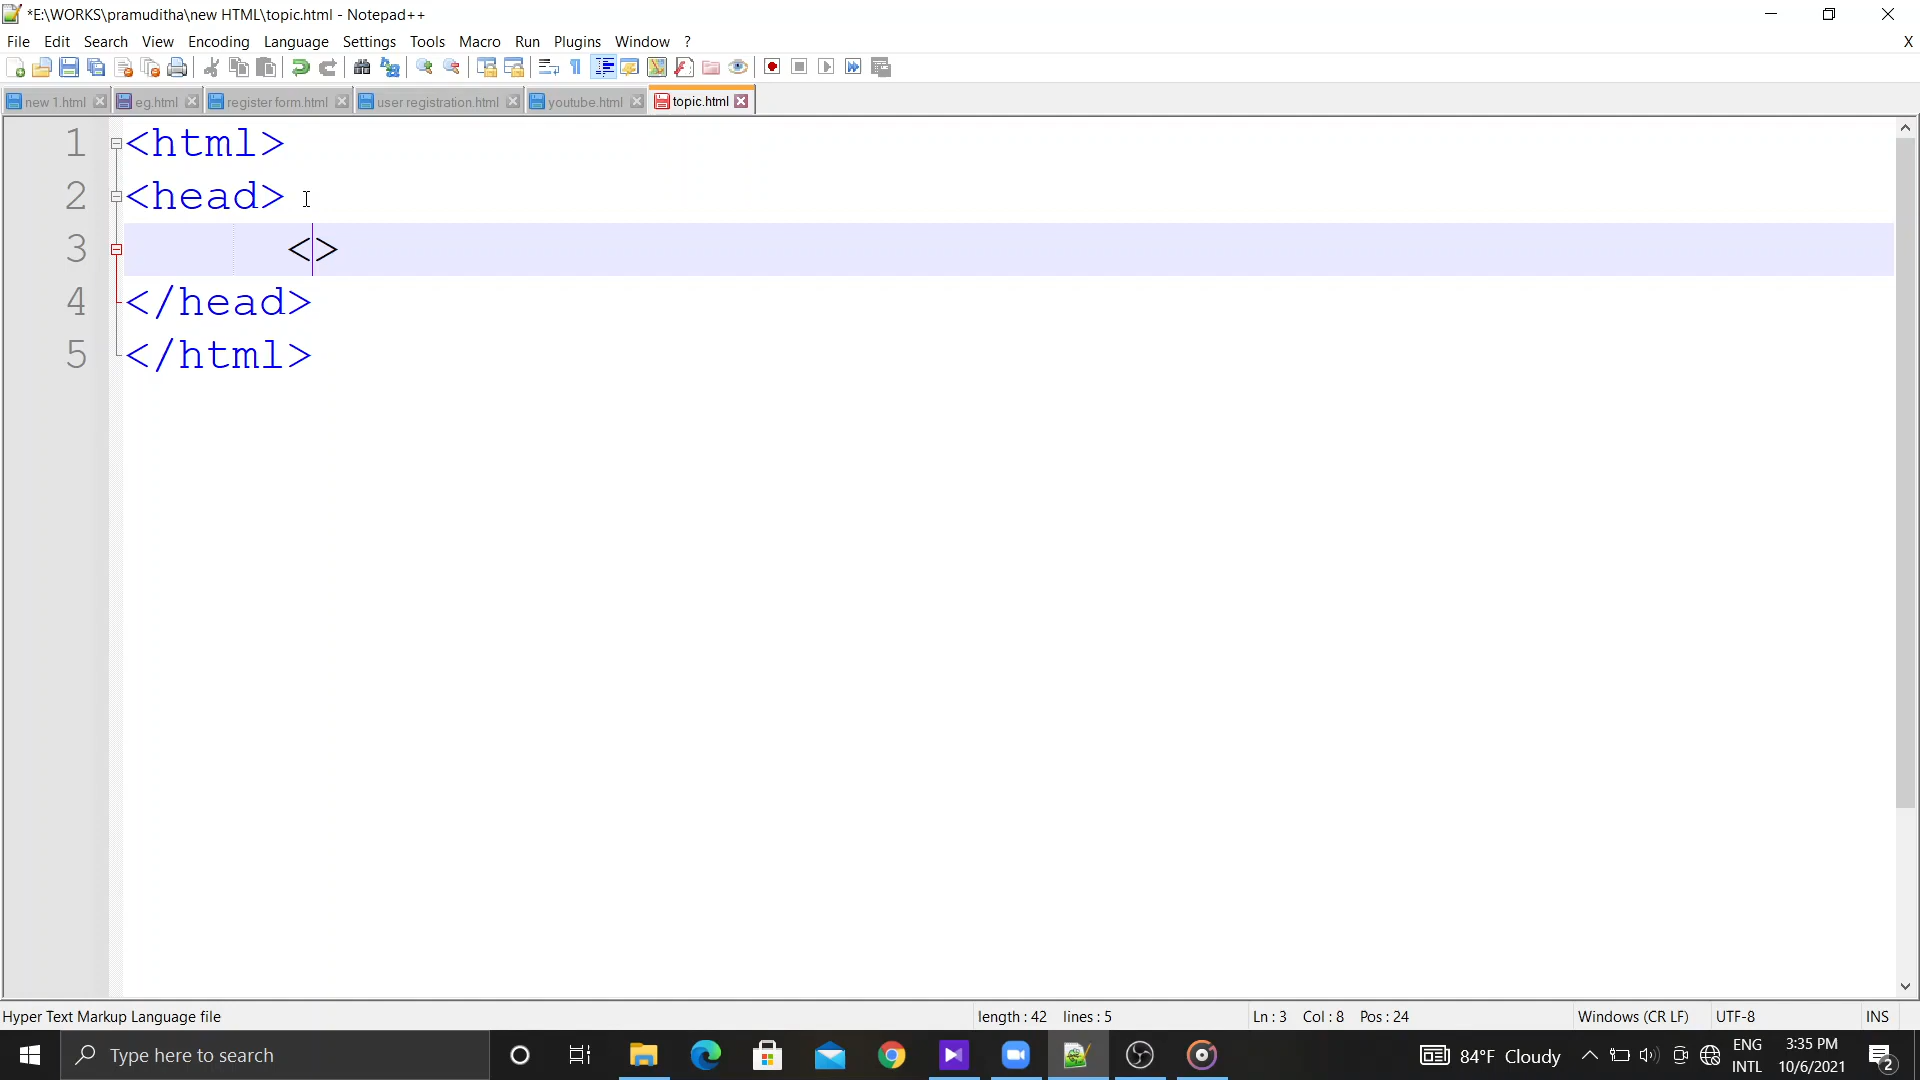 *E:\WORKS\pramuditha\new HTML\topic.html - Notepad++
File Edit Search View Encoding Language Settings Tools Macro Run Plugins Window ? X
new 1.html eg.html register form.html user registration.html youtube.html topic.html
1 <html>
2 <head>
3 <>
4 </head>
5 </html>
Hyper Text Markup Language file length : 42 lines : 5 Ln : 3 Col : 8 Pos : 24 Windows (CR LF) UTF-8 INS
Type here to search 84°F Cloudy ENG 3:35 PM
INTL 10/6/2021 2